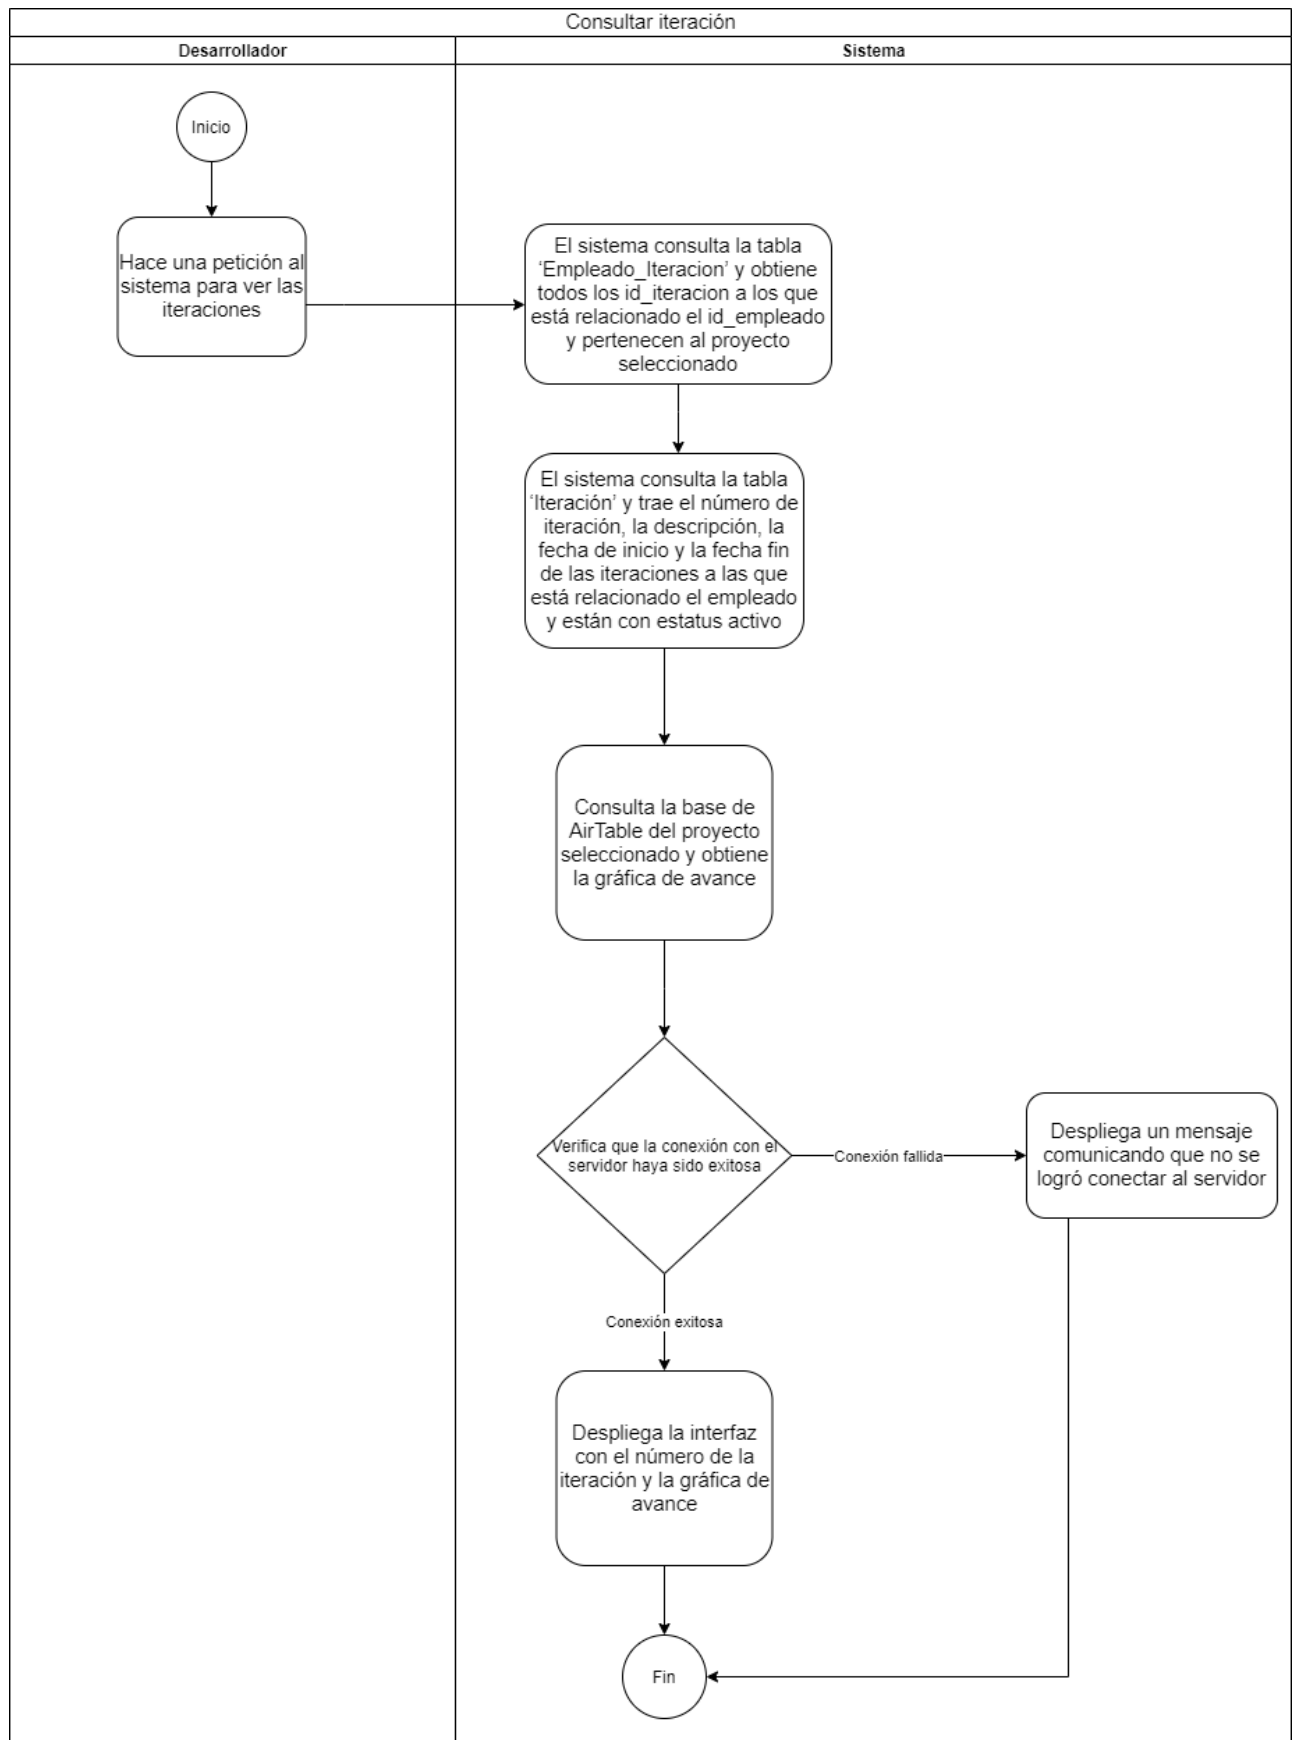 Consultar iteración
Desarrollador
Sistema
Inicio
Hace una petición al
sistema para ver las
iteraciones
El sistema consulta la tabla
‘Empleado_Iteracion’ y obtiene
todos los id_iteracion a los que
está relacionado el id_empleado
y pertenecen al proyecto
seleccionado
El sistema consulta la tabla
‘Iteración’ y trae el número de
iteración, la descripción, la
fecha de inicio y la fecha fin
de las iteraciones a las que
está relacionado el empleado
y están con estatus activo
Consulta la base de
AirTable del proyecto
seleccionado y obtiene
la gráfica de avance
Verifica que la conexión con el
servidor haya sido exitosa
Conexión fallida
Despliega un mensaje
comunicando que no se
logró conectar al servidor
Conexión exitosa
Despliega la interfaz
con el número de la
iteración y la gráfica de
avance
Fin